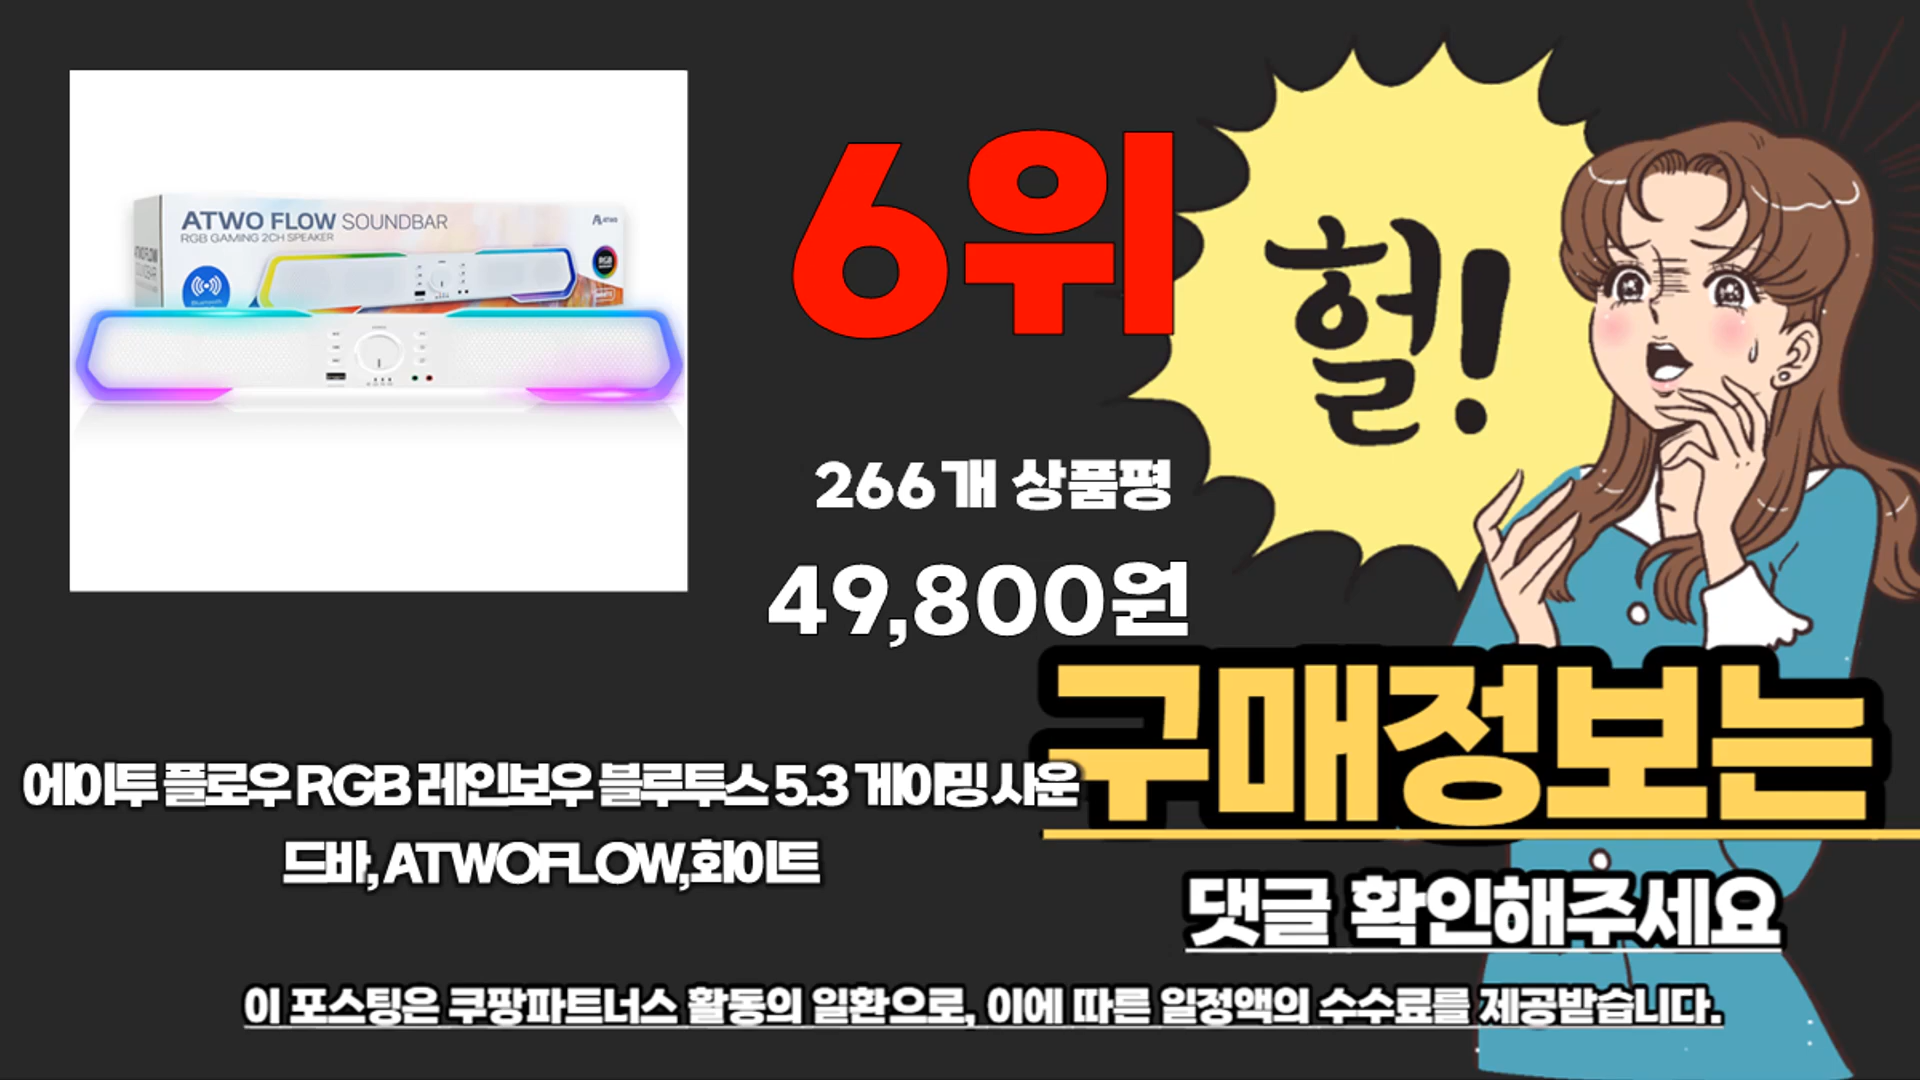 ATWO FLOW SOUNDBAR
RGB GAMING 2CH SPEAKER
ATWO
RGB
Bluetooth
6위
헐!
266개 상품평
49,800원
구매정보는
에이투 플로우 RGB 레인보우 블루투스 5.3 게이밍 사운
드바, ATWOFLOW,화이트
댓글 확인해주세요
이 포스팅은 쿠팡파트너스 활동의 일환으로, 이에 따른 일정액의 수수료를 제공받습니다.